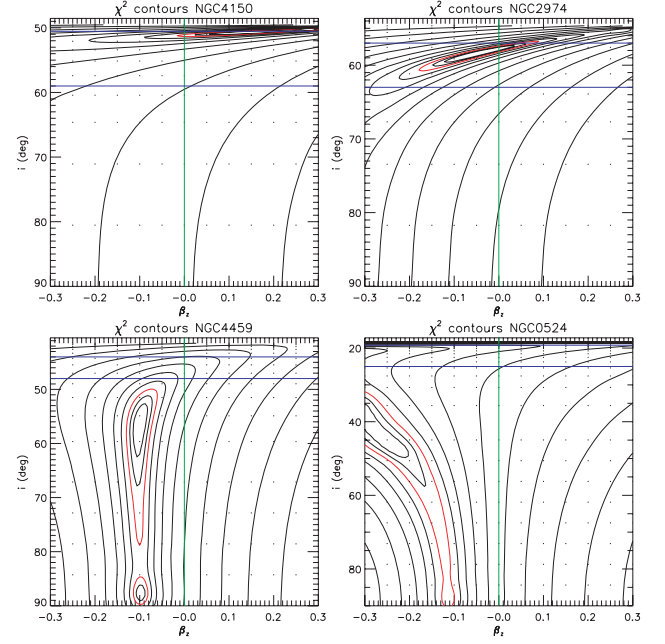 χ² contours NGC4150
50
60
70
80
90
i (deg)
−0.3 −0.2 −0.1 −0.0 0.1 0.2 0.3
β_z
χ² contours NGC2974
60
70
80
90
i (deg)
−0.3 −0.2 −0.1 −0.0 0.1 0.2 0.3
β_z
χ² contours NGC4459
50
60
70
80
90
i (deg)
−0.3 −0.2 −0.1 −0.0 0.1 0.2 0.3
β_z
χ² contours NGC0524
20
40
60
80
i (deg)
−0.3 −0.2 −0.1 −0.0 0.1 0.2 0.3
β_z